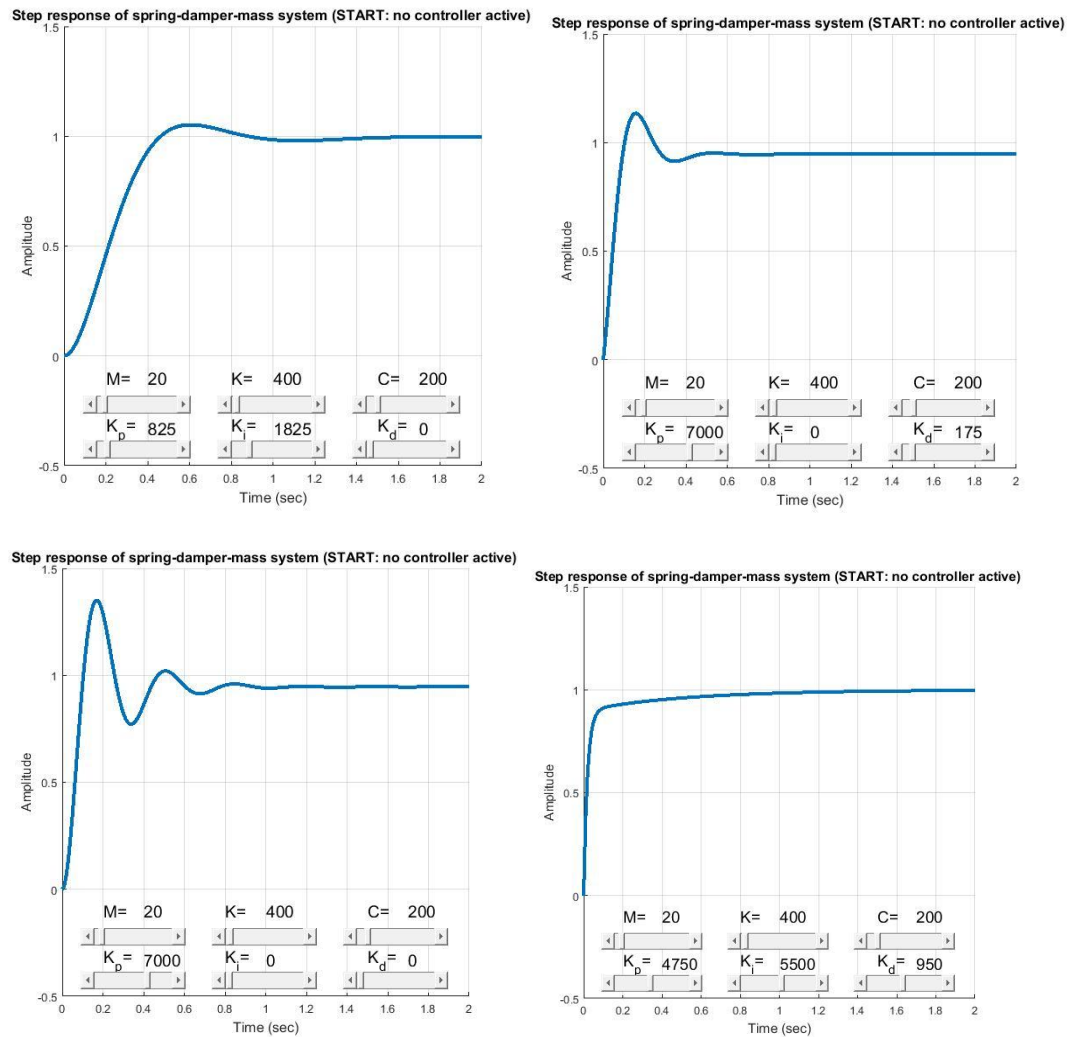 Step response of spring-damper-mass system (START: no controller active)
1.5
1
0.5
0
-0.5
Amplitude
M= 20 K= 400 C= 200
Kp= 825 Ki= 1825 Kd= 0
0 0.2 0.4 0.6 0.8 1 1.2 1.4 1.6 1.8 2
Time (sec)
Step response of spring-damper-mass system (START: no controller active)
1.5
1
0.5
0
-0.5
Amplitude
M= 20 K= 400 C= 200
Kp= 7000 Ki= 0 Kd= 175
0 0.2 0.4 0.6 0.8 1 1.2 1.4 1.6 1.8 2
Time (sec)
Step response of spring-damper-mass system (START: no controller active)
1.5
1
0.5
0
-0.5
Amplitude
M= 20 K= 400 C= 200
Kp= 7000 Ki= 0 Kd= 0
0 0.2 0.4 0.6 0.8 1 1.2 1.4 1.6 1.8 2
Time (sec)
Step response of spring-damper-mass system (START: no controller active)
1.5
1
0.5
0
-0.5
Amplitude
M= 20 K= 400 C= 200
Kp= 4750 Ki= 5500 Kd= 950
0 0.2 0.4 0.6 0.8 1 1.2 1.4 1.6 1.8 2
Time (sec)